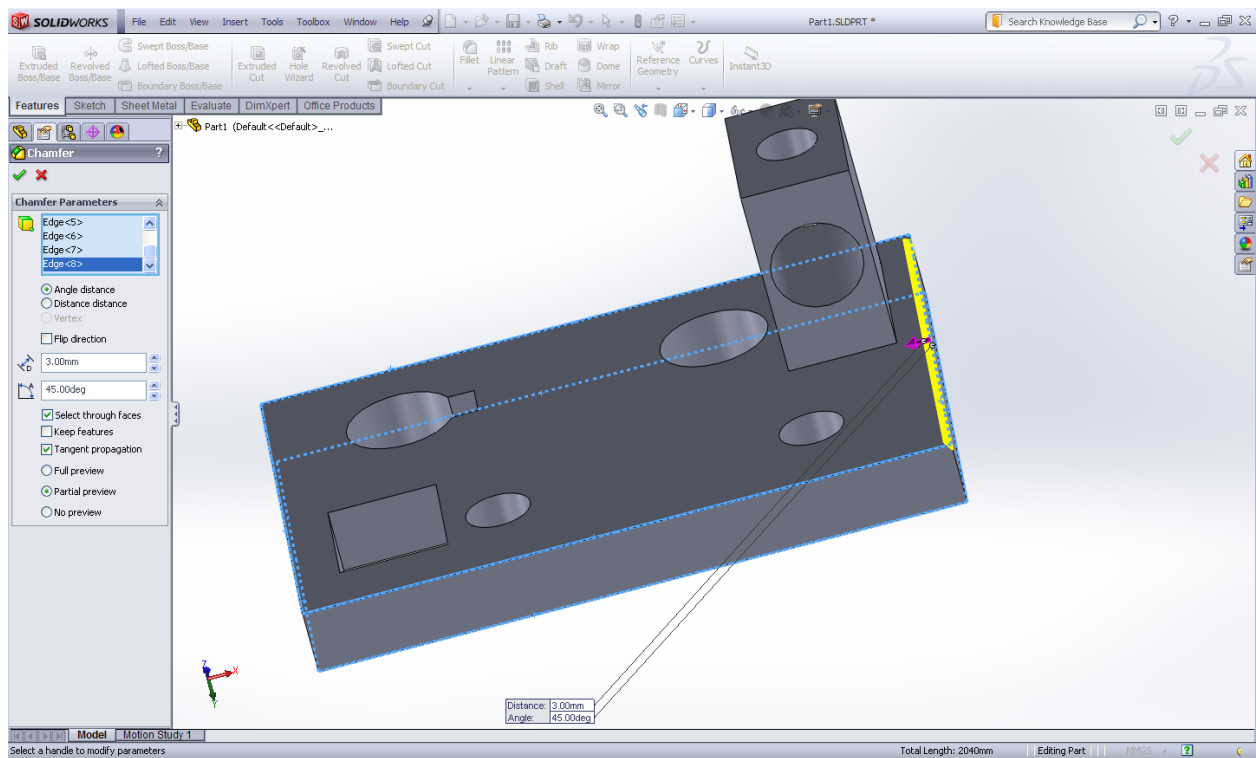 SOLIDWORKS File Edit View Insert Tools Toolbox Window Help Part1.SLDPRT * Search Knowledge Base
Extruded Boss/Base
Revolved Boss/Base
Swept Boss/Base
Lofted Boss/Base
Boundary Boss/Base
Extruded Cut
Hole Wizard
Revolved Cut
Swept Cut
Lofted Cut
Boundary Cut
Fillet
Linear Pattern
Rib
Draft
Shell
Wrap
Dome
Mirror
Reference Geometry
Curves
Instant3D
Features Sketch Sheet Metal Evaluate DimXpert Office Products
Part1 (Default<<Default>_...
Chamfer ?
Chamfer Parameters
Edge<5>
Edge<6>
Edge<7>
Edge<8>
Angle distance
Distance distance
Vertex
Flip direction
3.00mm
45.00deg
Select through faces
Keep features
Tangent propagation
Full preview
Partial preview
No preview
Z
X
Y
Distance: 3.00mm
Angle: 45.00deg
Model Motion Study 1
Select a handle to modify parameters Total Length: 2040mm Editing Part MMGS